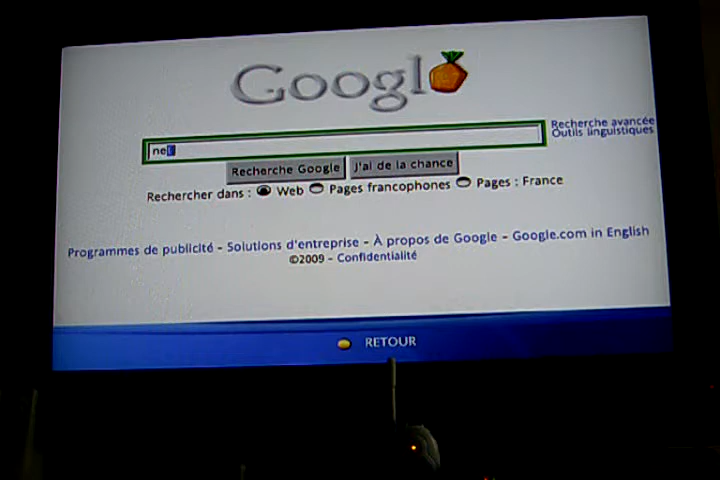 Googl
ne
Recherche avancée
Outils linguistiques
Recherche Google J'ai de la chance
Rechercher dans : Web Pages francophones Pages : France
Programmes de publicité - Solutions d'entreprise - À propos de Google - Google.com in English
©2009 - Confidentialité
RETOUR